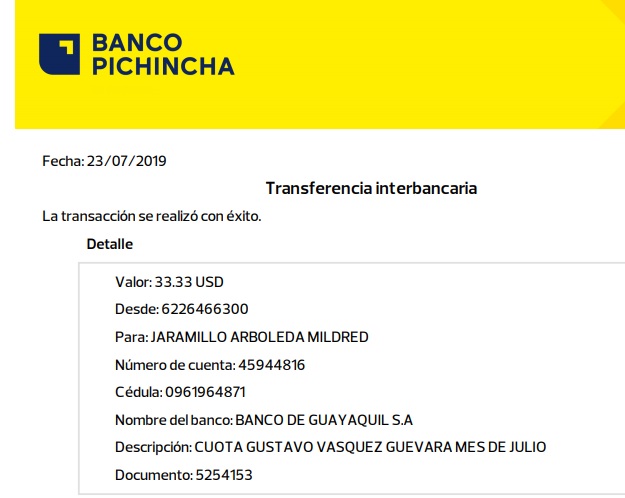 BANCO
PICHINCHA
Fecha: 23/07/2019
Transferencia interbancaria
La transacción se realizó con éxito.
Detalle
Valor: 33.33 USD
Desde: 6226466300
Para: JARAMILLO ARBOLEDA MILDRED
Número de cuenta: 45944816
Cédula: 0961964871
Nombre del banco: BANCO DE GUAYAQUIL S.A
Descripción: CUOTA GUSTAVO VASQUEZ GUEVARA MES DE JULIO
Documento: 5254153